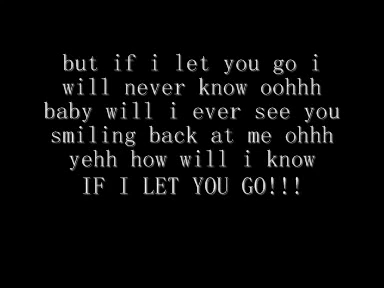 but if i let you go i
will never know oohhh
baby will i ever see you
smiling back at me ohhh
yehh how will i know
IF I LET YOU GO!!!